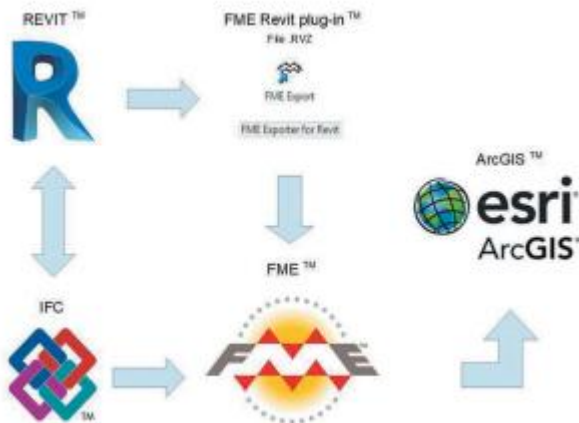 REVIT ™
FME Revit plug-in ™
File .RVZ
FME Export
FME Exporter for Revit
ArcGIS ™
esri
ArcGIS
FME ™
FME
IFC
TM